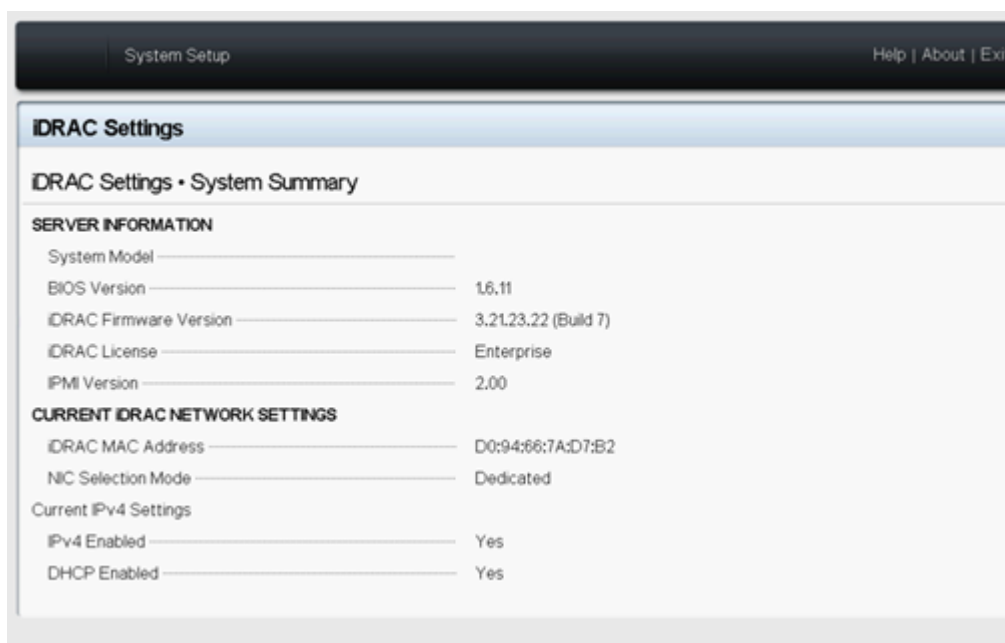 System Setup
Help | About | Exi
iDRAC Settings
iDRAC Settings • System Summary
SERVER INFORMATION
System Model
BIOS Version 1.6.11
iDRAC Firmware Version 3.21.23.22 (Build 7)
iDRAC License Enterprise
IPMI Version 2.00
CURRENT iDRAC NETWORK SETTINGS
iDRAC MAC Address D0:94:66:7A:D7:B2
NIC Selection Mode Dedicated
Current IPv4 Settings
IPv4 Enabled Yes
DHCP Enabled Yes